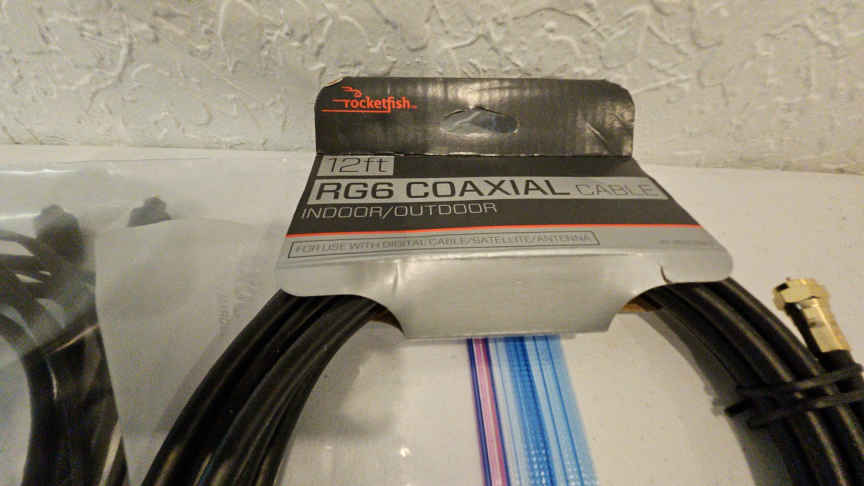 rocketfish
12ft
RG6 COAXIAL CABLE
INDOOR/OUTDOOR
FOR USE WITH DIGITAL CABLE/SATELLITE/ANTENNA